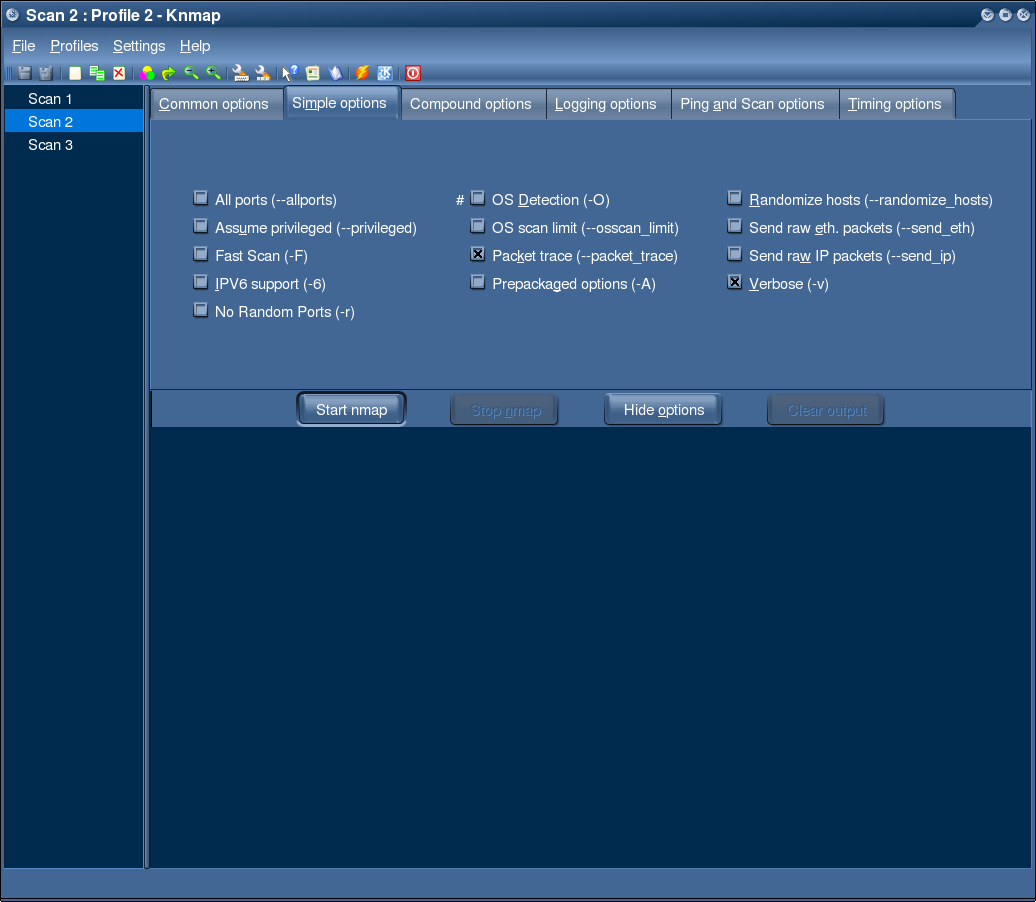 Scan 2 : Profile 2 - Knmap
File Profiles Settings Help
Scan 1
Scan 2
Scan 3
Common options Simple options Compound options Logging options Ping and Scan options Timing options
All ports (--allports) # OS Detection (-O) Randomize hosts (--randomize_hosts)
Assume privileged (--privileged) OS scan limit (--osscan_limit) Send raw eth. packets (--send_eth)
Fast Scan (-F) Packet trace (--packet_trace) Send raw IP packets (--send_ip)
IPV6 support (-6) Prepackaged options (-A) Verbose (-v)
No Random Ports (-r)
Start nmap Stop nmap Hide options Clear output